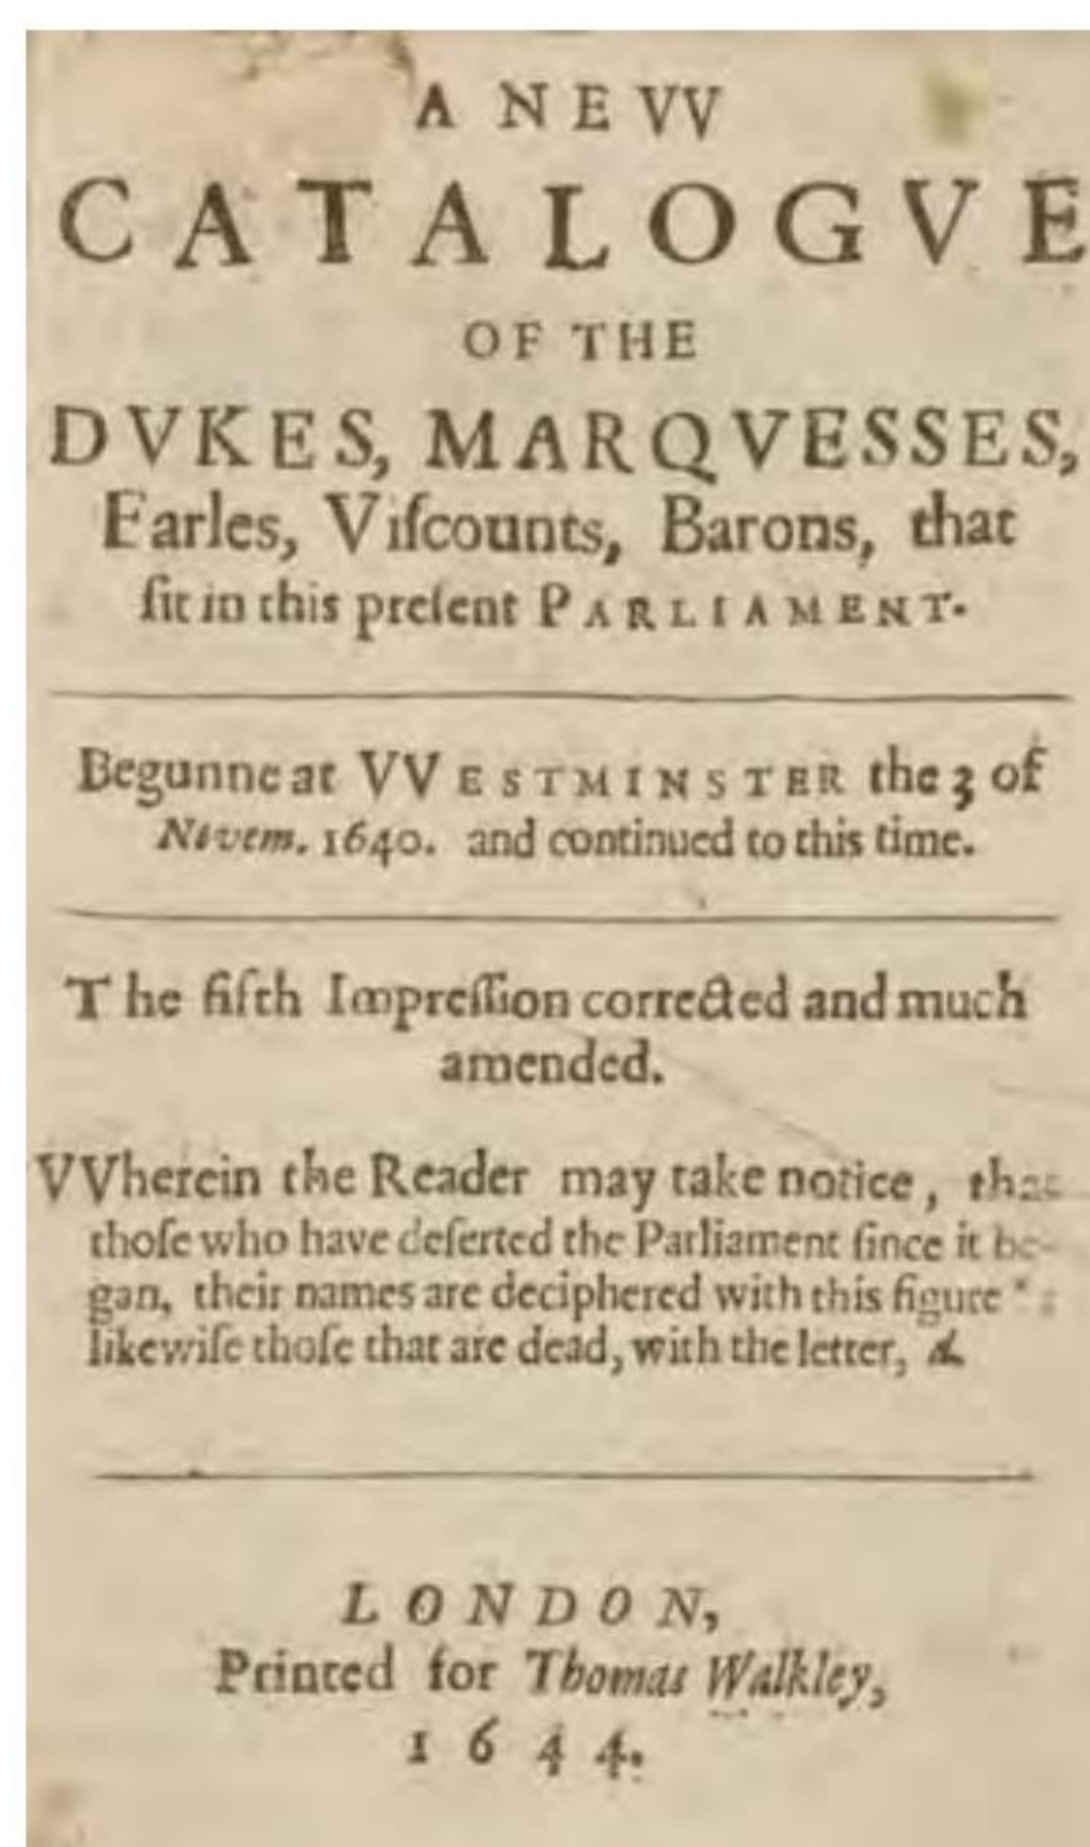 A NEVV
CATALOGVE
OF THE
DVKES, MARQVESSES,
Earles, Viſcounts, Barons, that
ſit in this preſent PARLIAMENT.
Begunne at VVESTMINSTER the 3 of
Novem. 1640. and continued to this time.
The fifth Impreſſion corrected and much
amended.
VVherein the Reader may take notice, that
thoſe who have deſerted the Parliament ſince it be-
gan, their names are deciphered with this figure * :
likewiſe thoſe that are dead, with the letter, d.
LONDON,
Printed for Thomas Walkley,
1644.